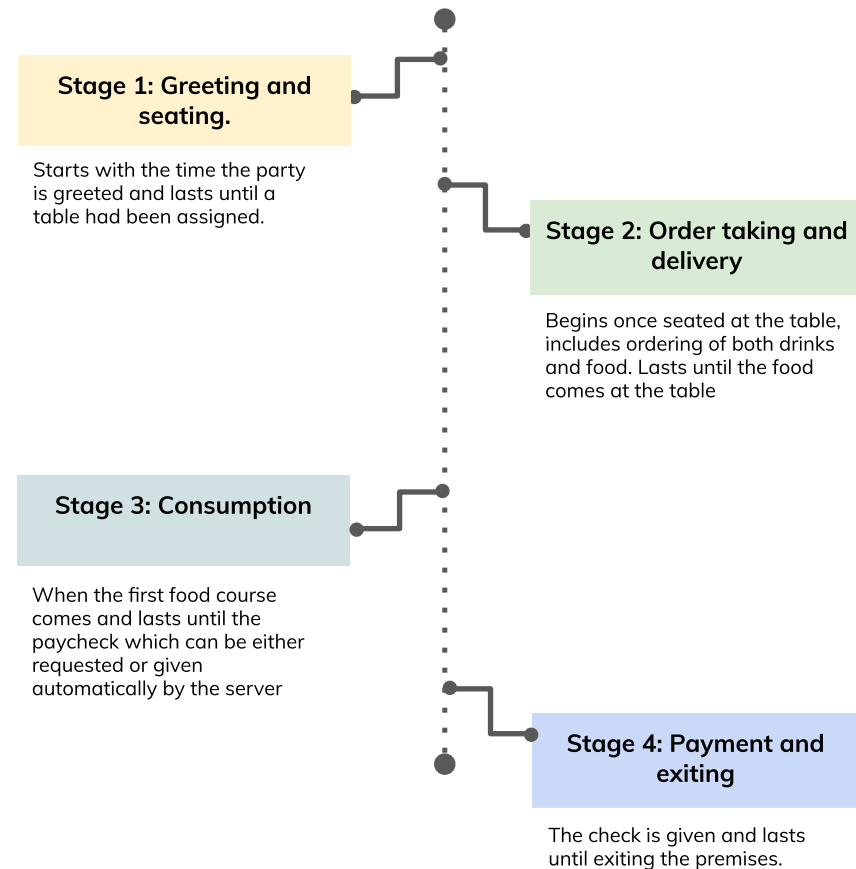 Stage 1: Greeting and
seating.
Starts with the time the party
is greeted and lasts until a
table had been assigned.
Stage 2: Order taking and
delivery
Begins once seated at the table,
includes ordering of both drinks
and food. Lasts until the food
comes at the table
Stage 3: Consumption
When the first food course
comes and lasts until the
paycheck which can be either
requested or given
automatically by the server
Stage 4: Payment and
exiting
The check is given and lasts
until exiting the premises.